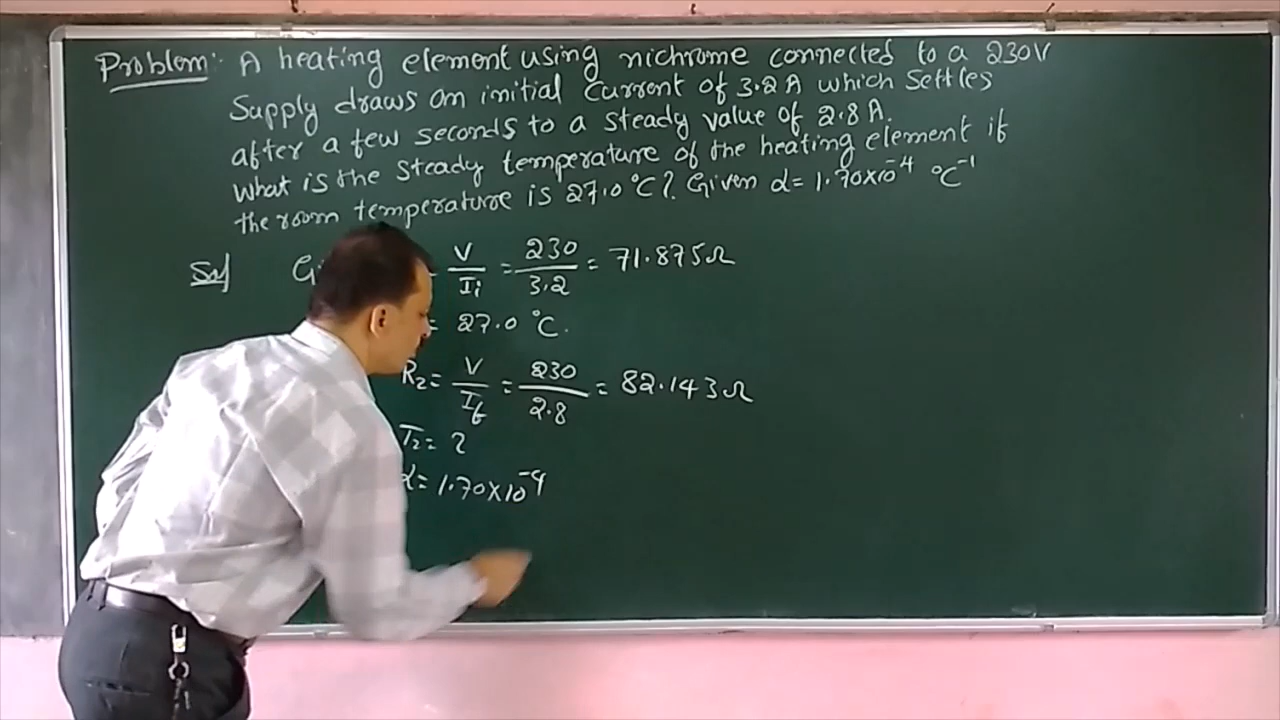 Problem:- A heating element using nichrome connected to a 230V
Supply draws an initial current of 3.2 A which settles
after a few seconds to a steady value of 2.8 A.
What is the steady temperature of the heating element if
the room temperature is 27.0 °C? Given α = 1.70×10⁻⁴ °C⁻¹
Sol = V/Iᵢ = 230/3.2 = 71.875Ω
= 27.0 °C.
R₂ = V/I_f = 230/2.8 = 82.143Ω
T₂ = ?
α = 1.70×10⁻⁴